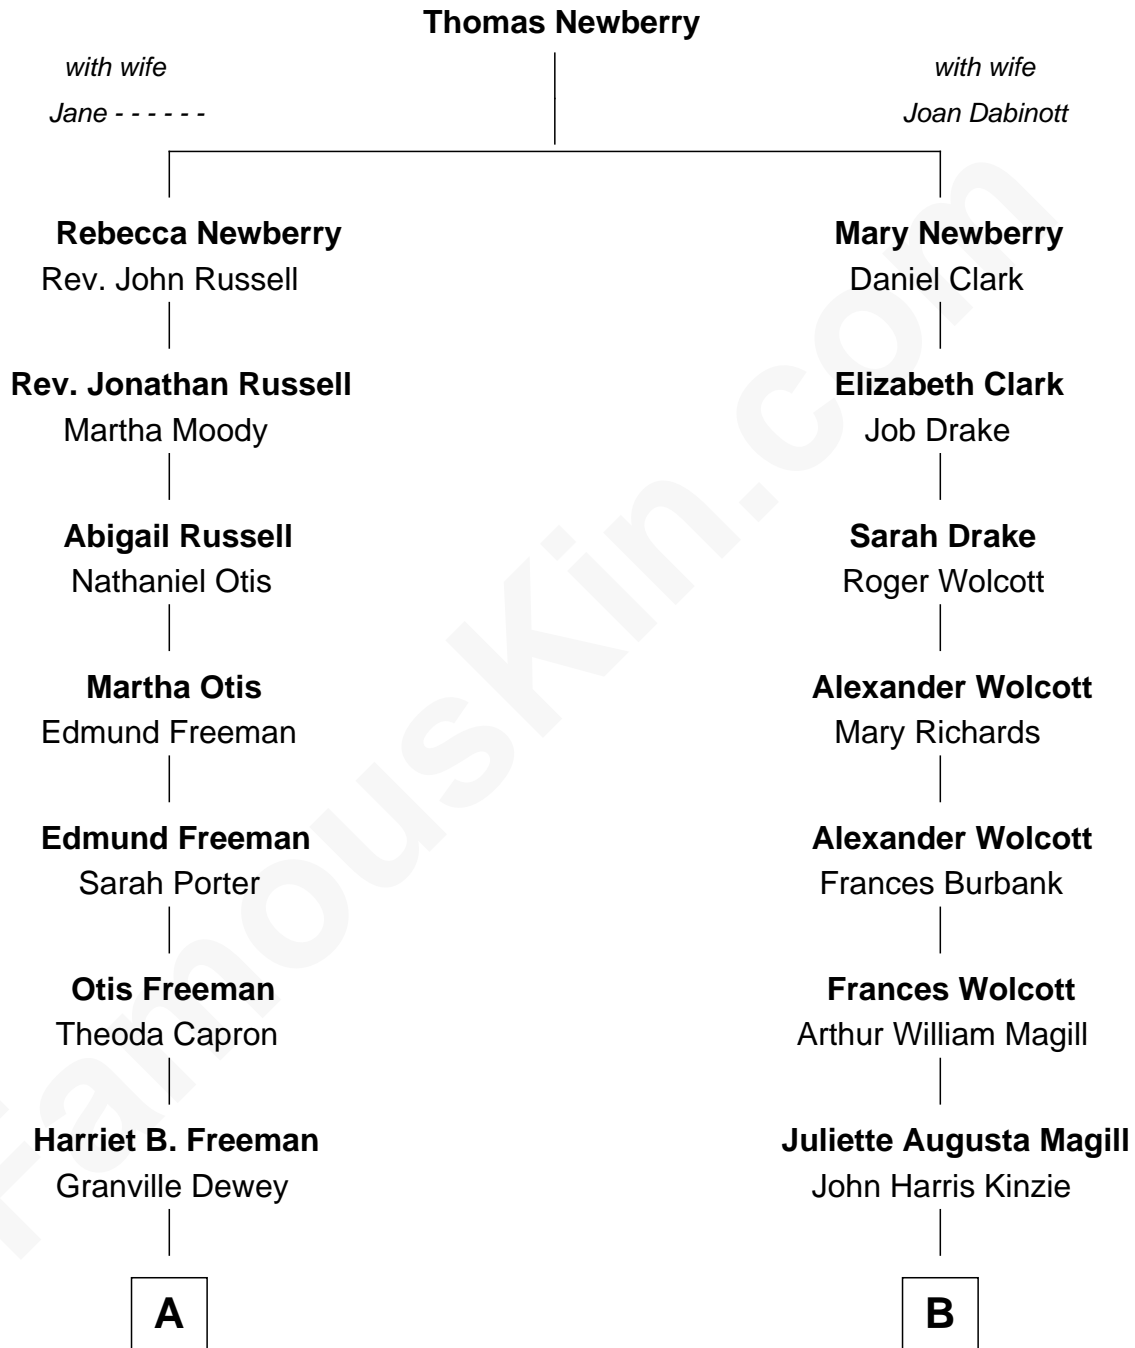 Thomas Newberry
with wife
Jane - - - - - -
with wife
Joan Dabinott
Rebecca Newberry
Rev. John Russell
Mary Newberry
Daniel Clark
Rev. Jonathan Russell
Martha Moody
Elizabeth Clark
Job Drake
Abigail Russell
Nathaniel Otis
Sarah Drake
Roger Wolcott
Martha Otis
Edmund Freeman
Alexander Wolcott
Mary Richards
Edmund Freeman
Sarah Porter
Alexander Wolcott
Frances Burbank
Otis Freeman
Theoda Capron
Frances Wolcott
Arthur William Magill
Harriet B. Freeman
Granville Dewey
Juliette Augusta Magill
John Harris Kinzie
A
B
FamousKin.com